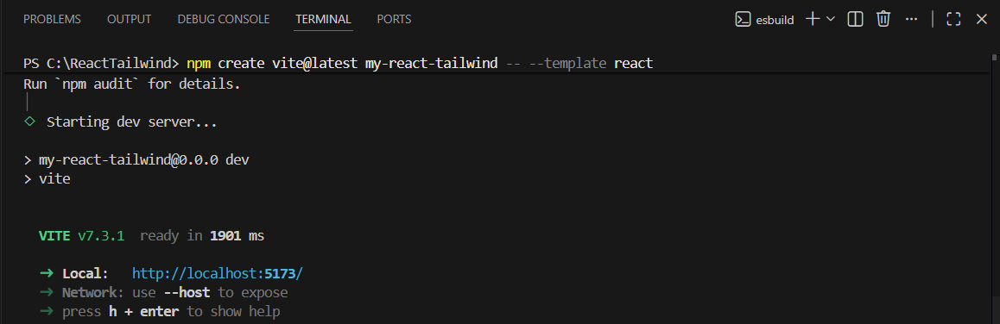 PROBLEMS OUTPUT DEBUG CONSOLE TERMINAL PORTS esbuild
PS C:\ReactTailwind> npm create vite@latest my-react-tailwind -- --template react
Run `npm audit` for details.
Starting dev server...
> my-react-tailwind@0.0.0 dev
> vite
VITE v7.3.1 ready in 1901 ms
➜ Local: http://localhost:5173/
➜ Network: use --host to expose
➜ press h + enter to show help